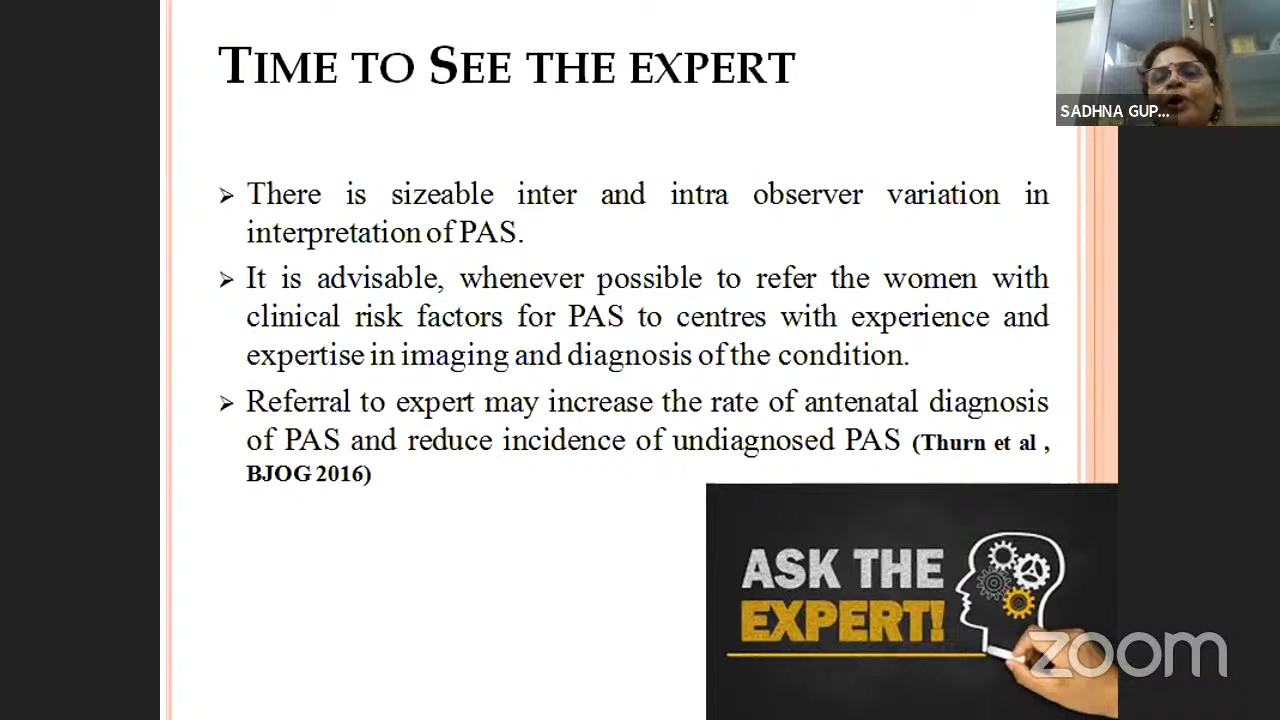 TIME TO SEE THE EXPERT
SADHNA GUP...
➢ There is sizeable inter and intra observer variation in
interpretation of PAS.
➢ It is advisable, whenever possible to refer the women with
clinical risk factors for PAS to centres with experience and
expertise in imaging and diagnosis of the condition.
➢ Referral to expert may increase the rate of antenatal diagnosis
of PAS and reduce incidence of undiagnosed PAS (Thurn et al ,
BJOG 2016)
ASK THE
EXPERT!
zoom